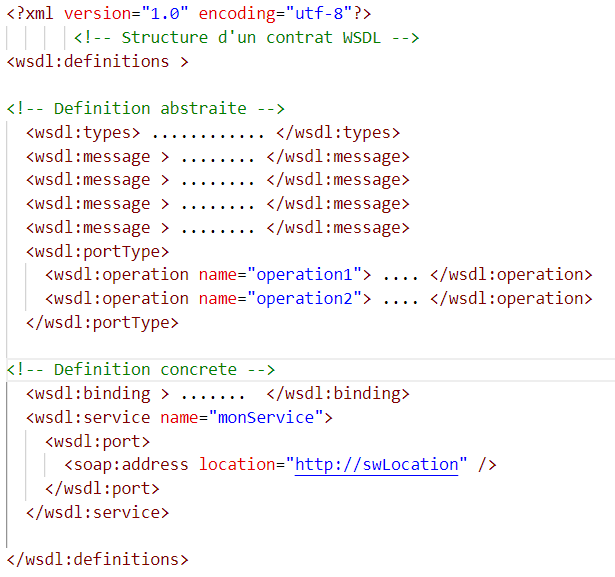 <?xml version="1.0" encoding="utf-8"?>
<!-- Structure d'un contrat WSDL -->
<wsdl:definitions >
<!-- Definition abstraite -->
<wsdl:types> ............ </wsdl:types>
<wsdl:message > ........ </wsdl:message>
<wsdl:message > ........ </wsdl:message>
<wsdl:message > ........ </wsdl:message>
<wsdl:message > ........ </wsdl:message>
<wsdl:portType>
<wsdl:operation name="operation1"> .... </wsdl:operation>
<wsdl:operation name="operation2"> .... </wsdl:operation>
</wsdl:portType>
<!-- Definition concrete -->
<wsdl:binding > .......  </wsdl:binding>
<wsdl:service name="monService">
<wsdl:port>
<soap:address location="http://swLocation" />
</wsdl:port>
</wsdl:service>
</wsdl:definitions>